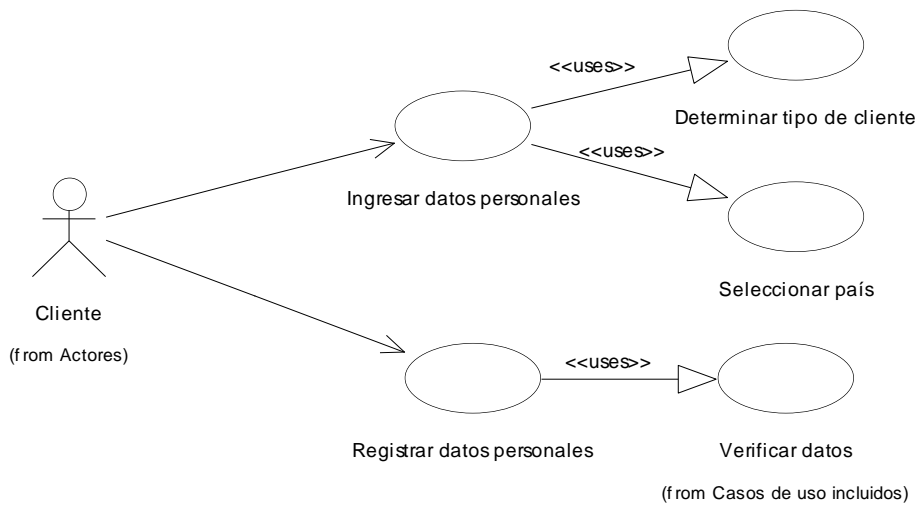 <<uses>>
Determinar tipo de cliente
<<uses>>
Ingresar datos personales
Seleccionar país
Cliente
(from Actores)
<<uses>>
Registrar datos personales
Verificar datos
(from Casos de uso incluidos)